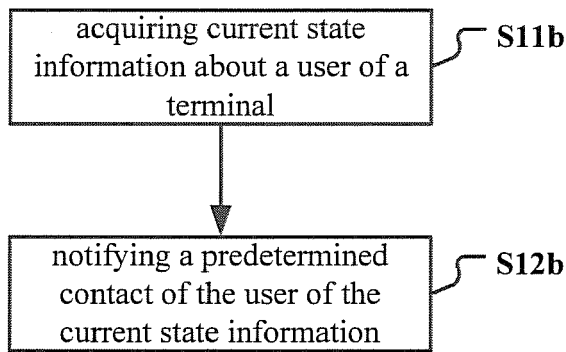 acquiring current state
information about a user of a
terminal
S11b
notifying a predetermined
contact of the user of the
current state information
S12b